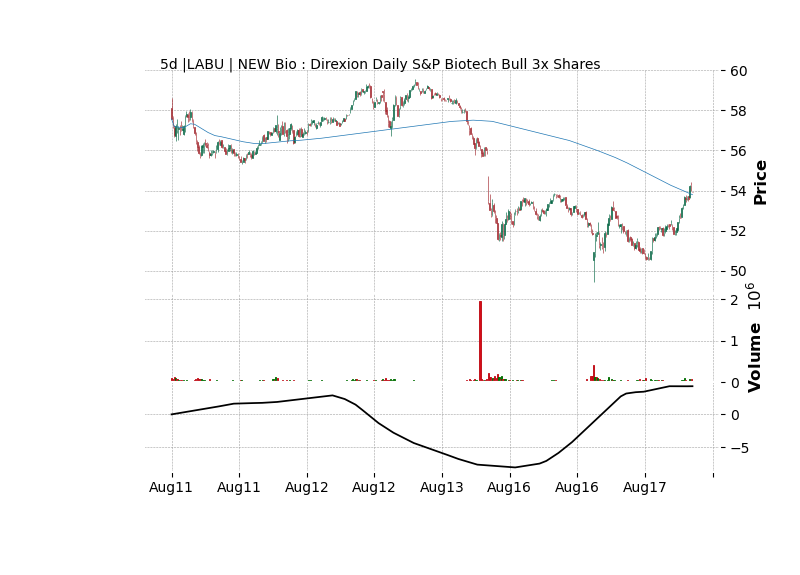 5d |LABU | NEW Bio : Direxion Daily S&P Biotech Bull 3x Shares
60
58
56
54
52
50
Price
2
1
0
Volume 10^6
0
−5
Aug11 Aug11 Aug12 Aug12 Aug13 Aug16 Aug16 Aug17